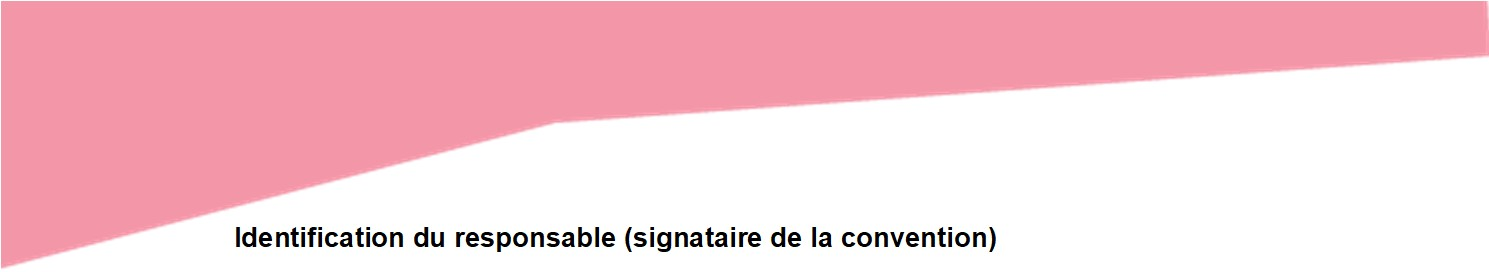 Identification du responsable (signataire de la convention)